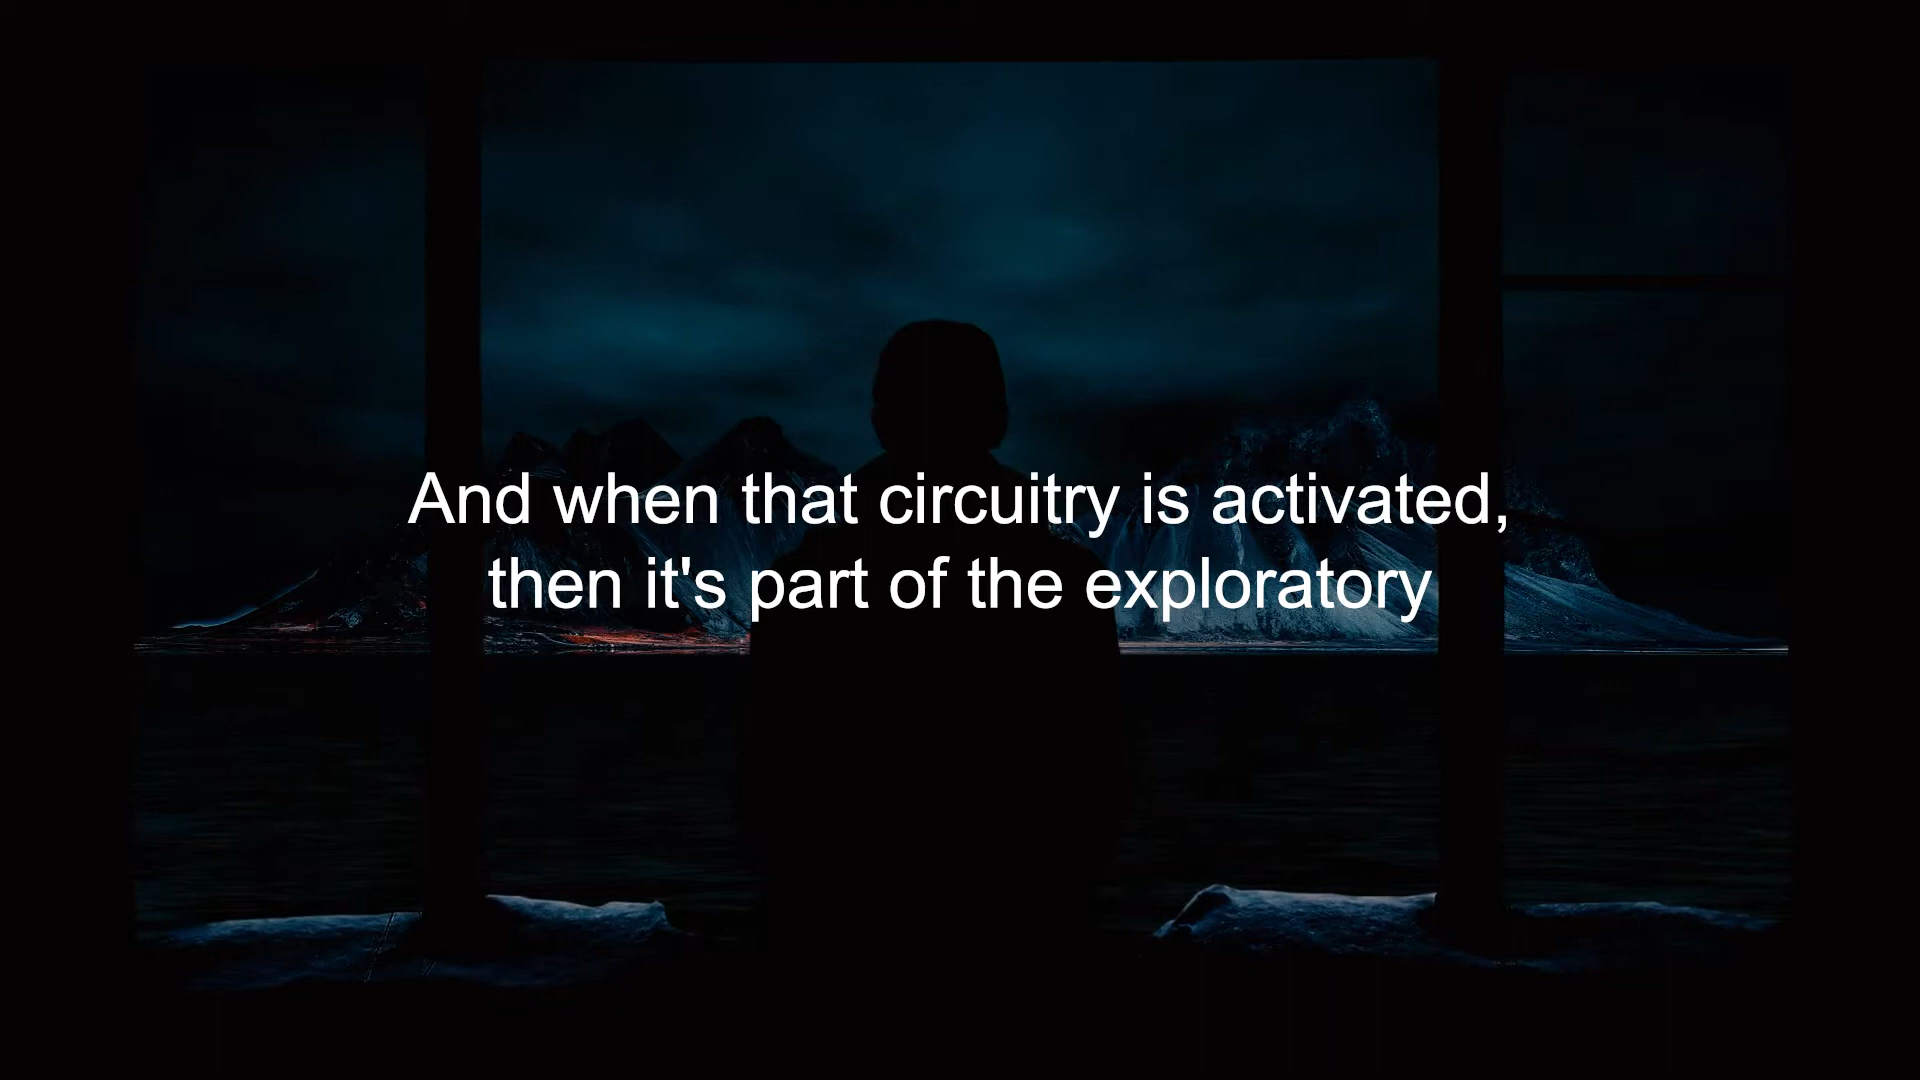 And when that circuitry is activated,
then it's part of the exploratory